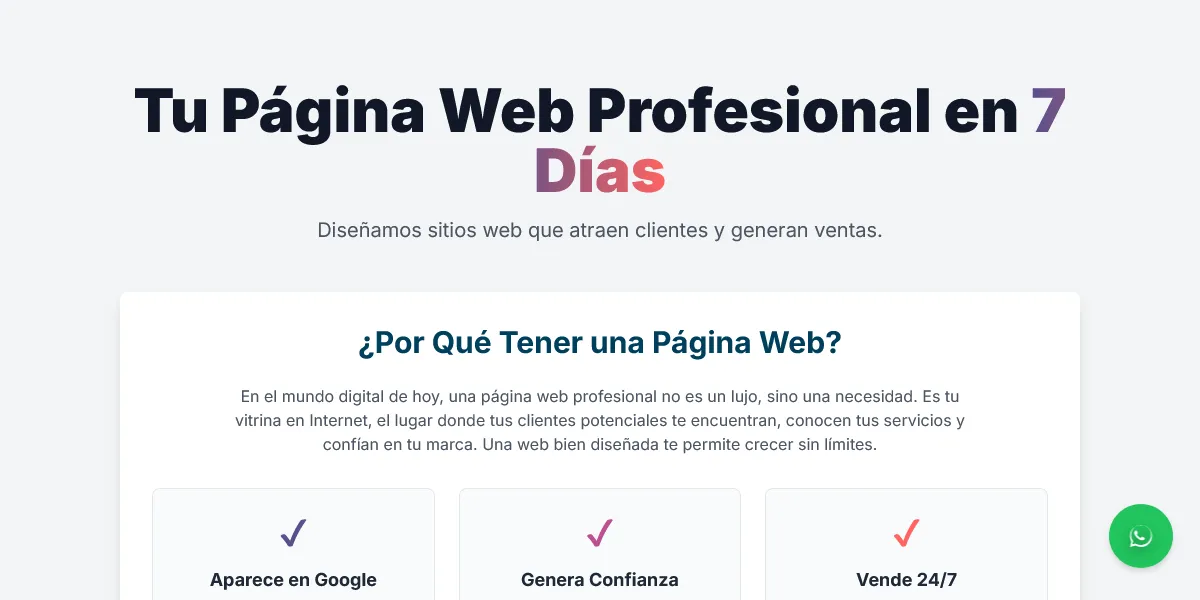 Tu Página Web Profesional en 7
Días
Diseñamos sitios web que atraen clientes y generan ventas.
¿Por Qué Tener una Página Web?
En el mundo digital de hoy, una página web profesional no es un lujo, sino una necesidad. Es tu
vitrina en Internet, el lugar donde tus clientes potenciales te encuentran, conocen tus servicios y
confían en tu marca. Una web bien diseñada te permite crecer sin límites.
Aparece en Google
Genera Confianza
Vende 24/7